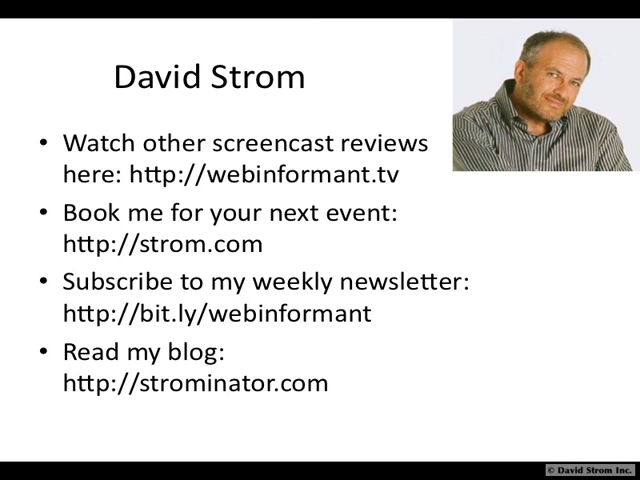 David Strom
• Watch other screencast reviews
here: http://webinformant.tv
• Book me for your next event:
http://strom.com
• Subscribe to my weekly newsletter:
http://bit.ly/webinformant
• Read my blog:
http://strominator.com
© David Strom Inc.